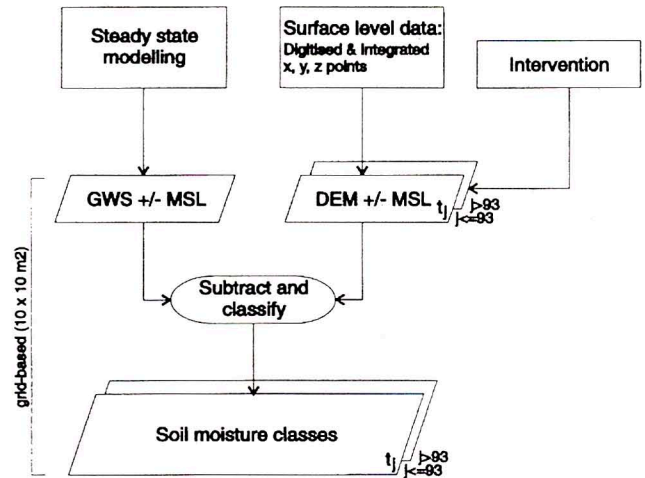 Steady state
modelling
Surface level data:
Digitised & Integrated
x, y, z points
Intervention
GWS +/- MSL
DEM +/- MSL
tj
j>93
j<=93
Subtract and
classify
grid-based (10 x 10 m2)
Soil moisture classes
tj
j>93
j<=93